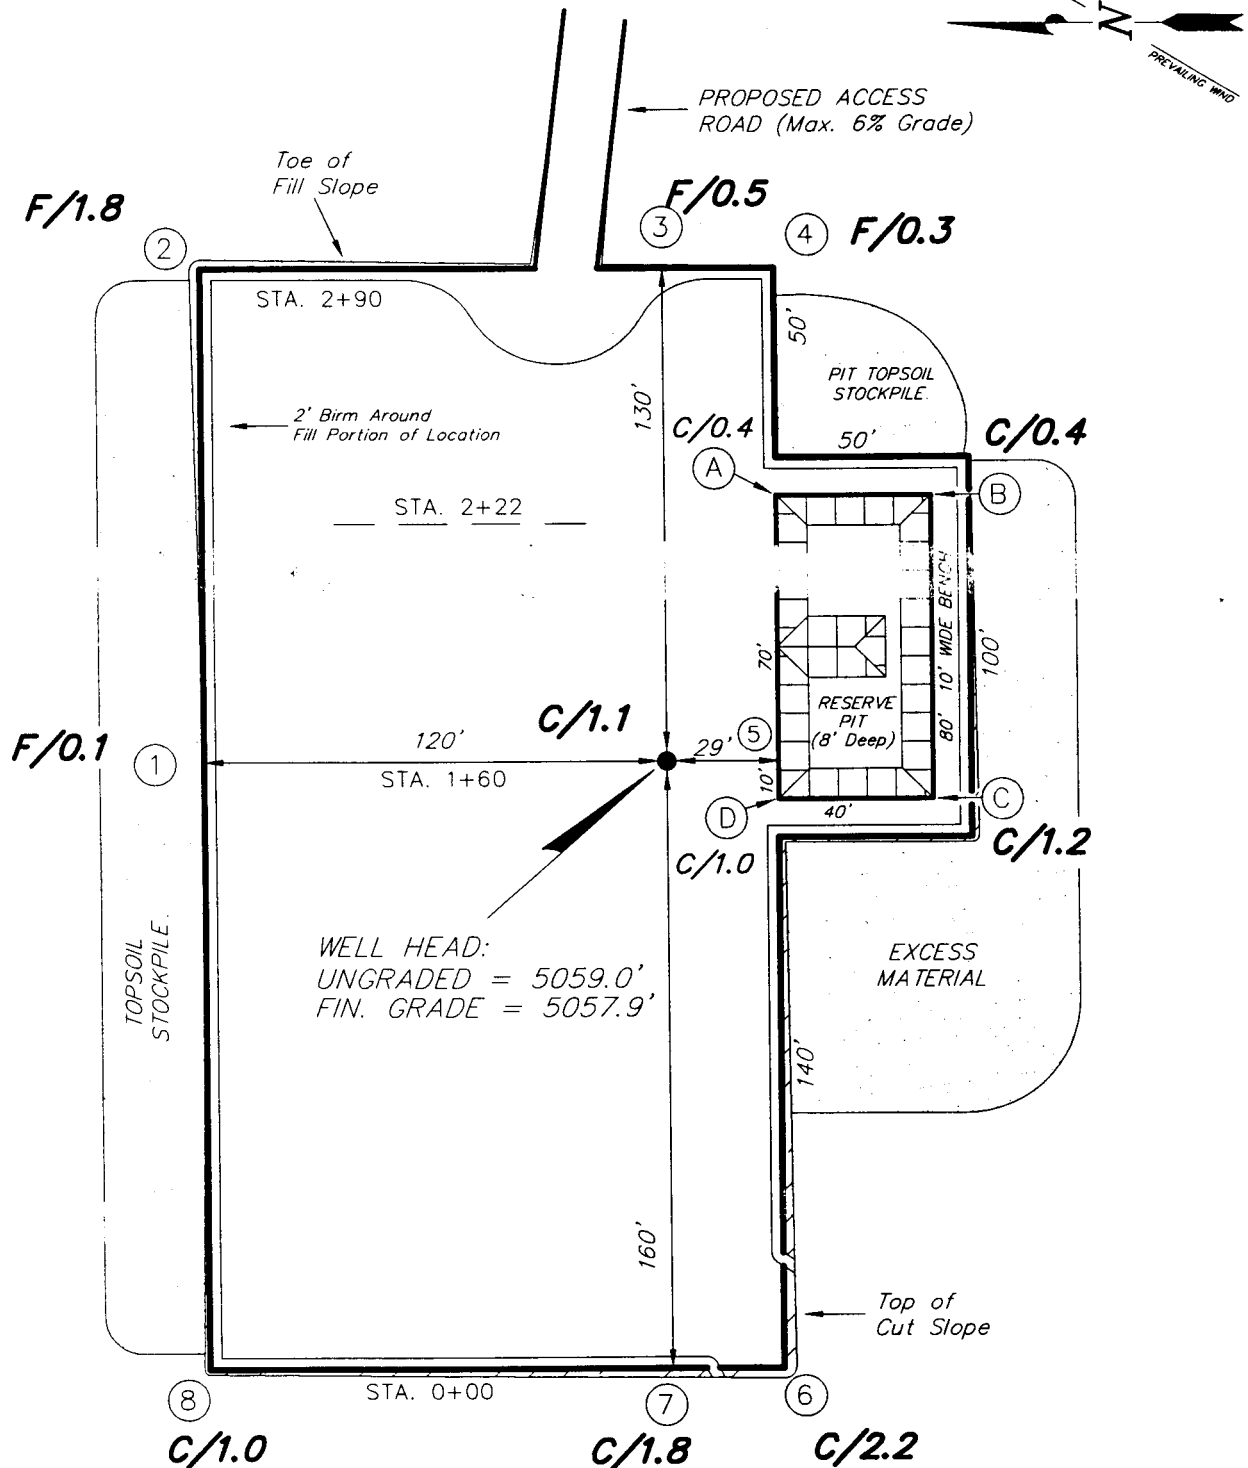 N
PREVAILING WIND
PROPOSED ACCESS
ROAD (Max. 6% Grade)
Toe of
Fill Slope
F/1.8
2
F/0.5
3
4
F/0.3
STA. 2+90
50'
PIT TOPSOIL
STOCKPILE
130'
2' Birm Around
Fill Portion of Location
C/0.4
50'
C/0.4
A
B
STA. 2+22
10' WIDE BENCH
100'
70'
RESERVE
PIT
(8' Deep)
80'
C/1.1
F/0.1
1
120'
STA. 1+60
29'
5
10'
D
40'
C
C/1.0
C/1.2
WELL HEAD:
UNGRADED = 5059.0'
FIN. GRADE = 5057.9'
TOPSOIL
STOCKPILE
EXCESS
MATERIAL
140'
160'
Top of
Cut Slope
8
STA. 0+00
7
6
C/1.0
C/1.8
C/2.2